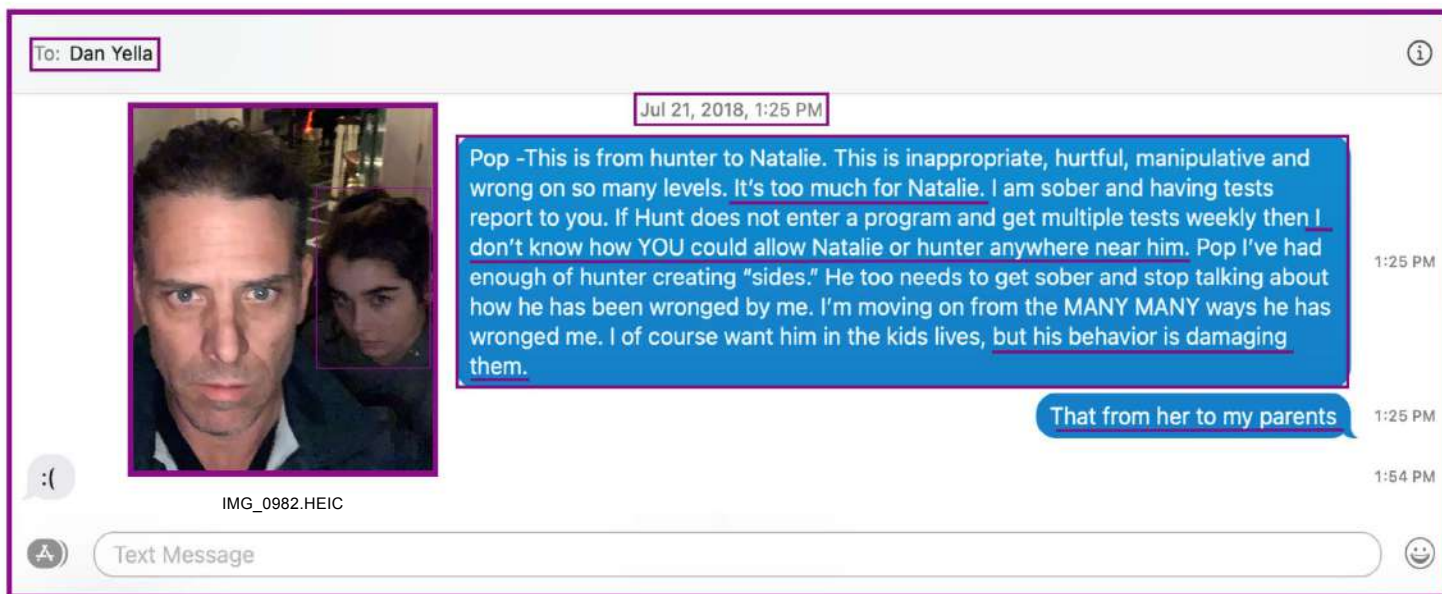 To: Dan Yella
Jul 21, 2018, 1:25 PM
Pop -This is from hunter to Natalie. This is inappropriate, hurtful, manipulative and
wrong on so many levels. It's too much for Natalie. I am sober and having tests
report to you. If Hunt does not enter a program and get multiple tests weekly then I
don't know how YOU could allow Natalie or hunter anywhere near him. Pop I've had
enough of hunter creating "sides." He too needs to get sober and stop talking about
how he has been wronged by me. I'm moving on from the MANY MANY ways he has
wronged me. I of course want him in the kids lives, but his behavior is damaging
them.
1:25 PM
That from her to my parents
1:25 PM
:(
1:54 PM
IMG_0982.HEIC
Text Message